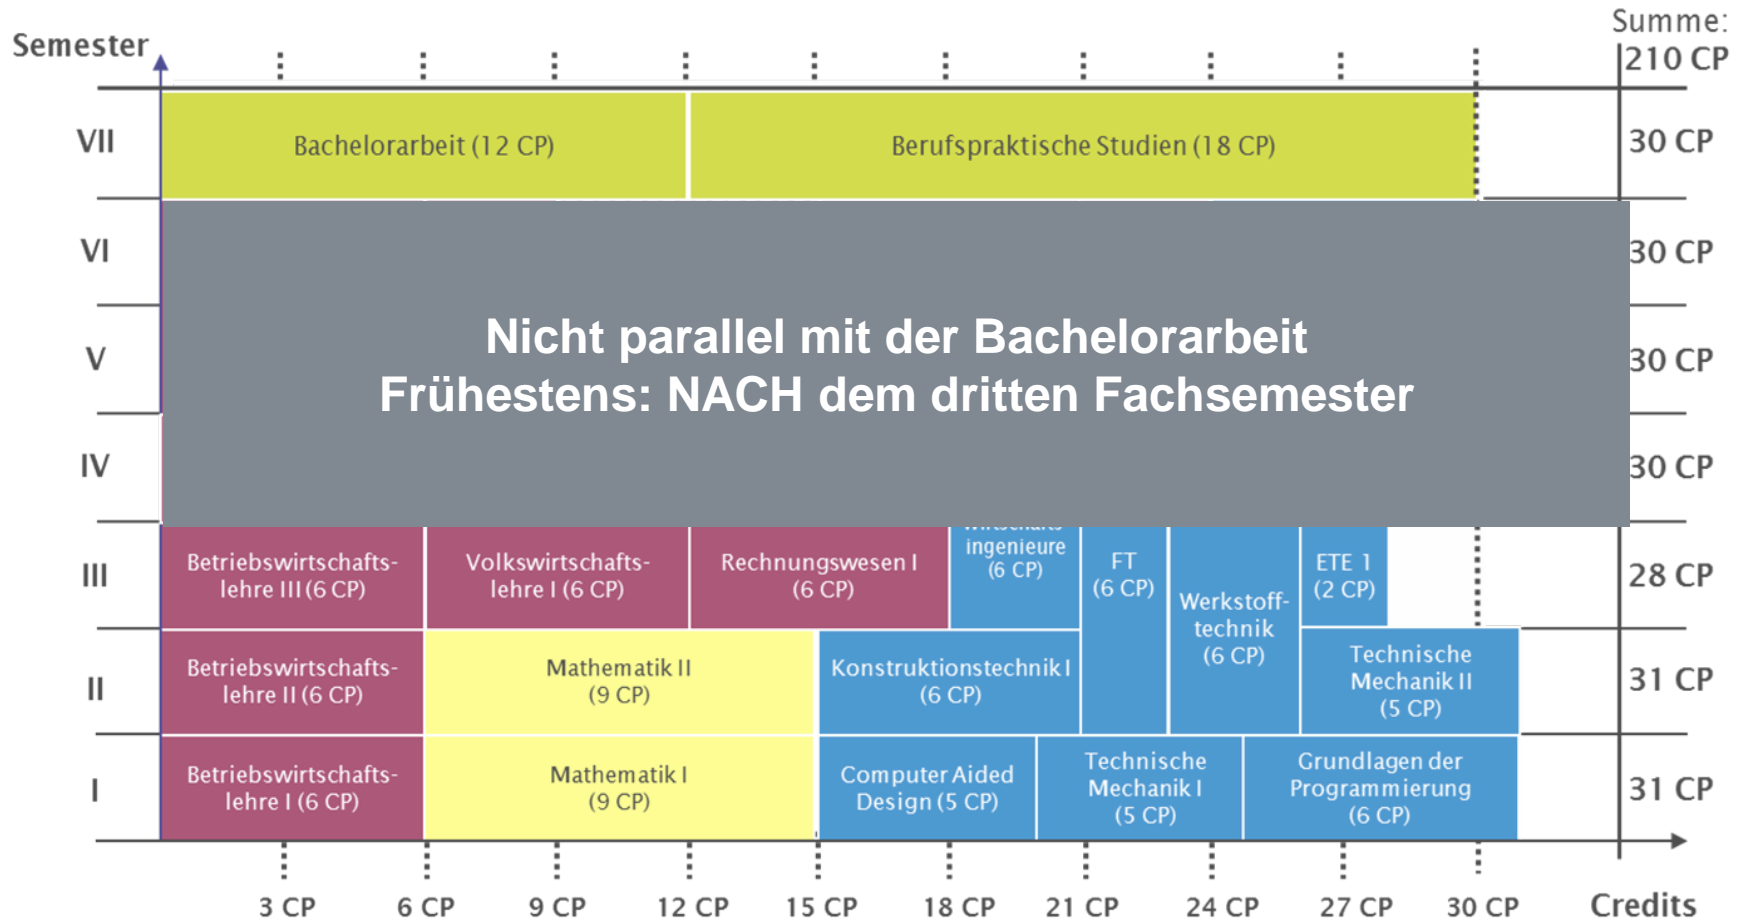 Summe:
Semester
210 CP
VII
Bachelorarbeit (12 CP)
Berufspraktische Studien (18 CP)
30 CP
VI
30 CP
Nicht parallel mit der Bachelorarbeit
Frühestens: NACH dem dritten Fachsemester
V
30 CP
IV
30 CP
III
Betriebswirtschafts-
lehre III (6 CP)
Volkswirtschafts-
lehre I (6 CP)
Rechnungswesen I
(6 CP)
ingenieure
(6 CP)
FT
(6 CP)
Werkstoff-
technik
(6 CP)
ETE 1
(2 CP)
28 CP
II
Betriebswirtschafts-
lehre II (6 CP)
Mathematik II
(9 CP)
Konstruktionstechnik I
(6 CP)
Technische
Mechanik II
(5 CP)
31 CP
I
Betriebswirtschafts-
lehre I (6 CP)
Mathematik I
(9 CP)
Computer Aided
Design (5 CP)
Technische
Mechanik I
(5 CP)
Grundlagen der
Programmierung
(6 CP)
31 CP
3 CP
6 CP
9 CP
12 CP
15 CP
18 CP
21 CP
24 CP
27 CP
30 CP
Credits